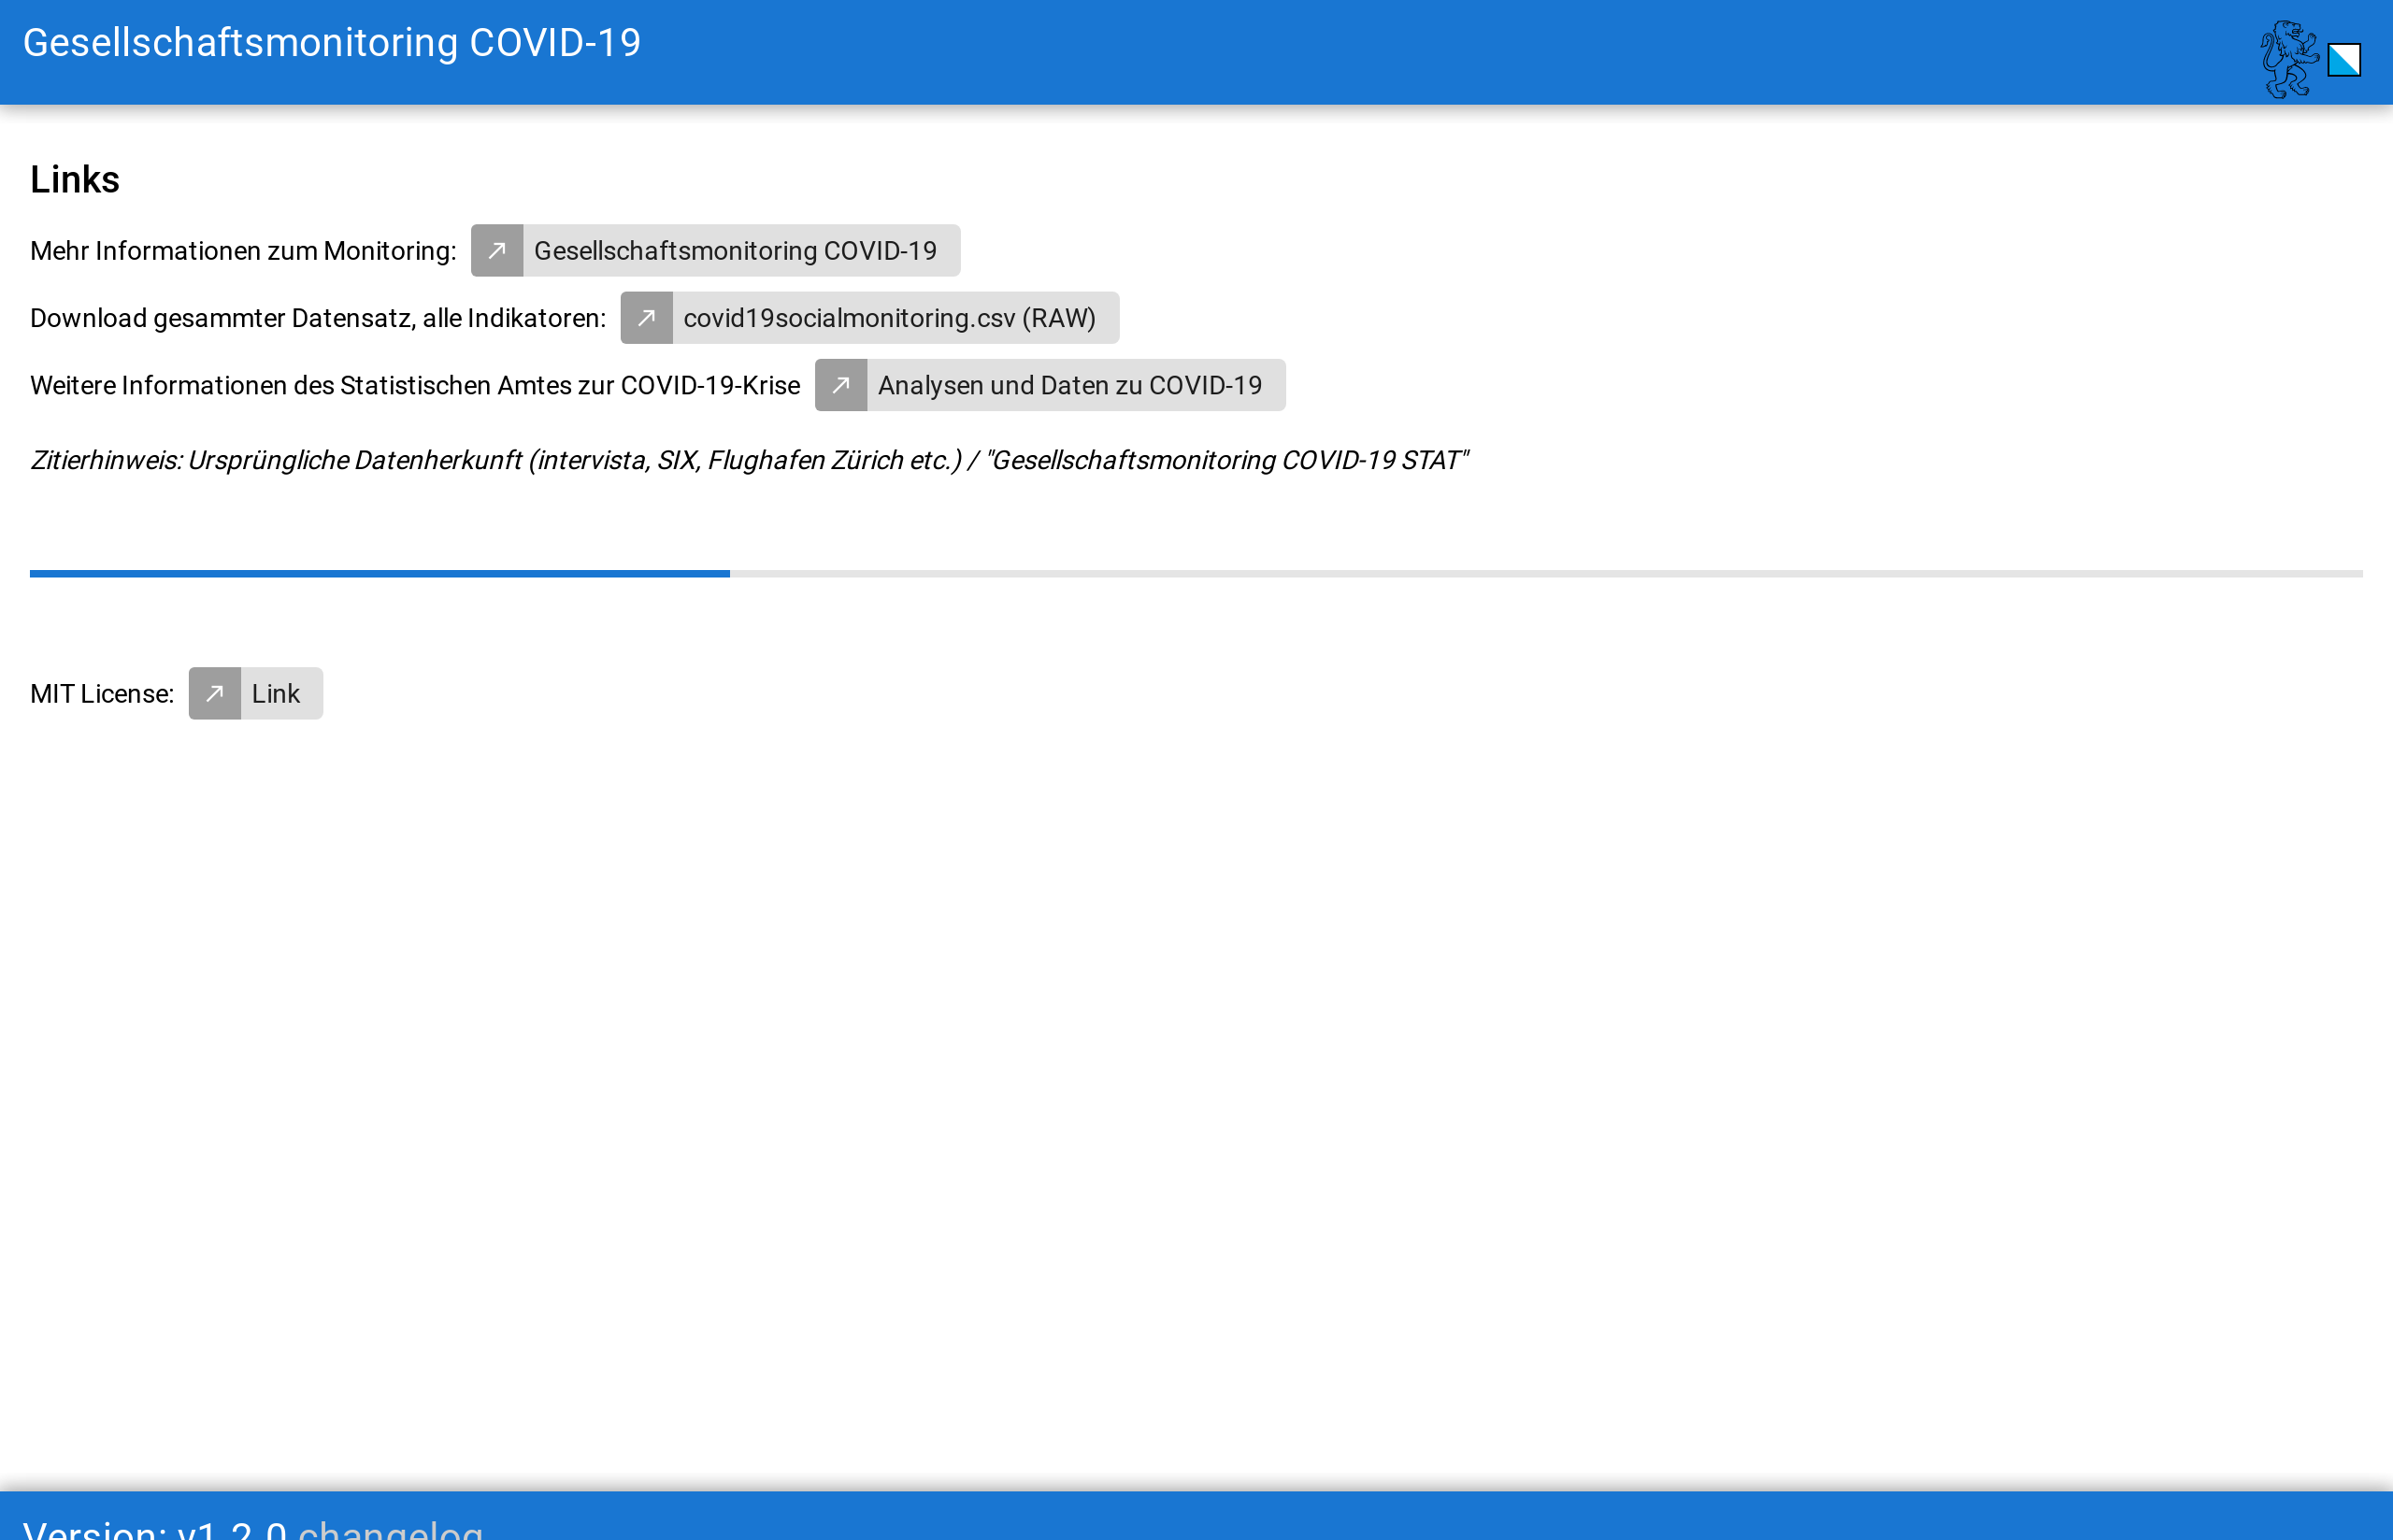 Gesellschaftsmonitoring COVID-19
Links
Mehr Informationen zum Monitoring: Gesellschaftsmonitoring COVID-19
Download gesammter Datensatz, alle Indikatoren: covid19socialmonitoring.csv (RAW)
Weitere Informationen des Statistischen Amtes zur COVID-19-Krise Analysen und Daten zu COVID-19
Zitierhinweis: Ursprüngliche Datenherkunft (intervista, SIX, Flughafen Zürich etc.) / "Gesellschaftsmonitoring COVID-19 STAT"
MIT License: Link
Version: v1.2.0 changelog